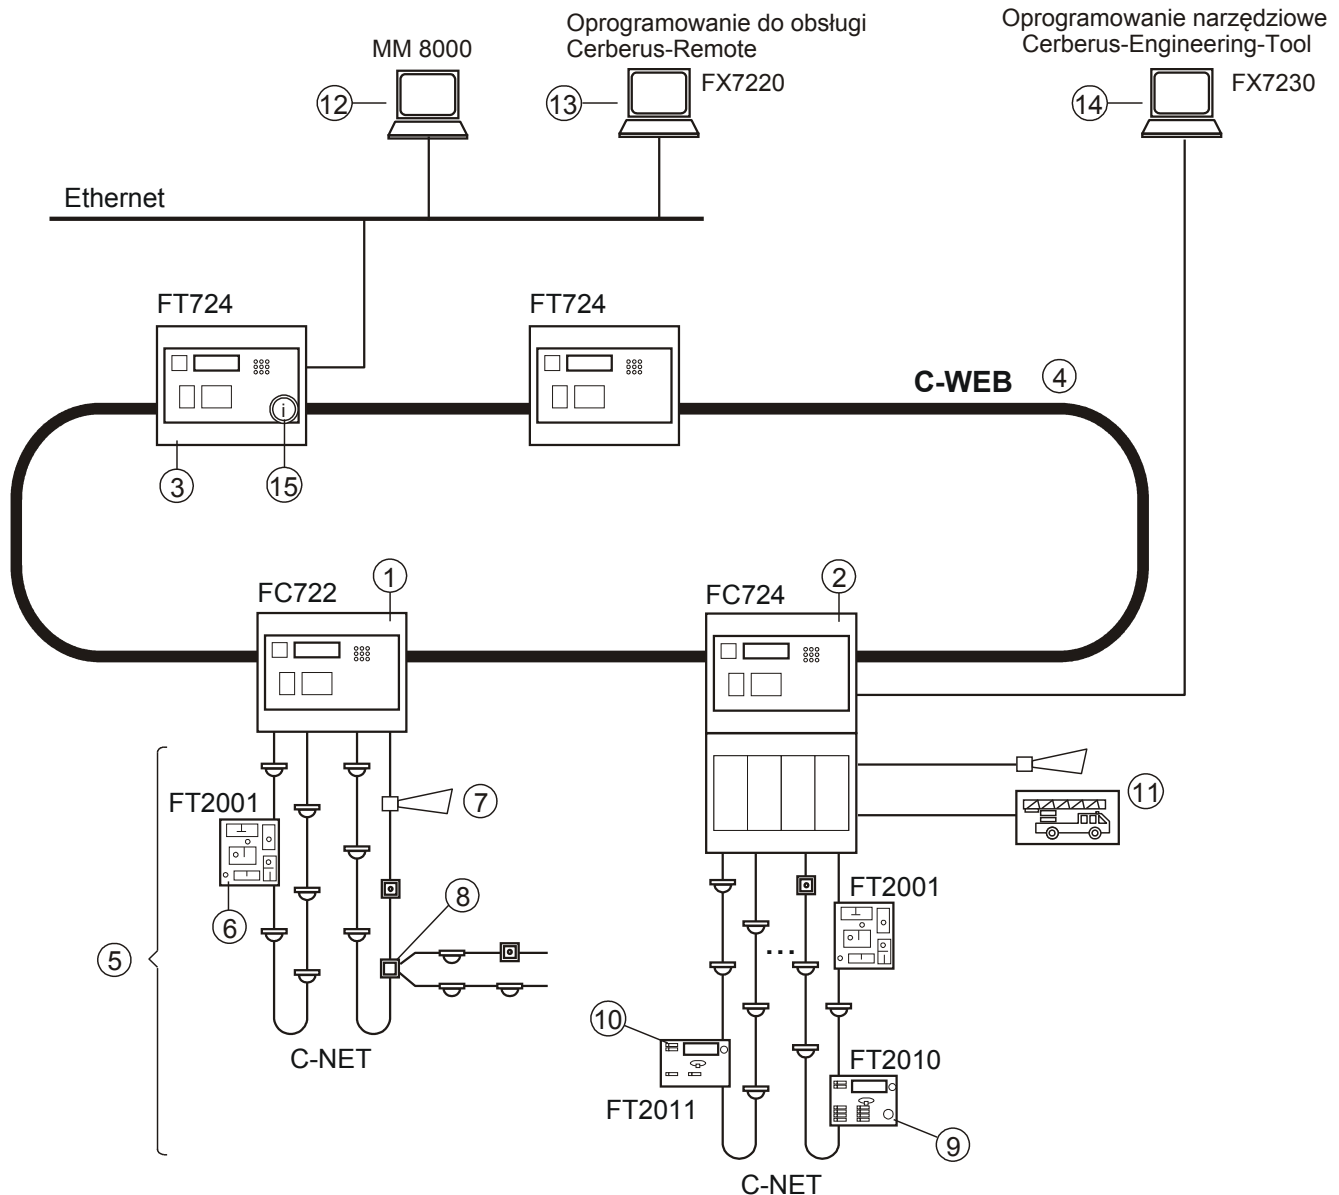 Oprogramowanie do obsługi
Cerberus-Remote
Oprogramowanie narzędziowe
Cerberus-Engineering-Tool
MM 8000
FX7220
FX7230
12
13
14
Ethernet
FT724
FT724
C-WEB
4
i
3
15
1
2
FC722
FC724
FT2001
7
11
8
FT2001
6
5
...
10
C-NET
FT2010
FT2011
9
C-NET